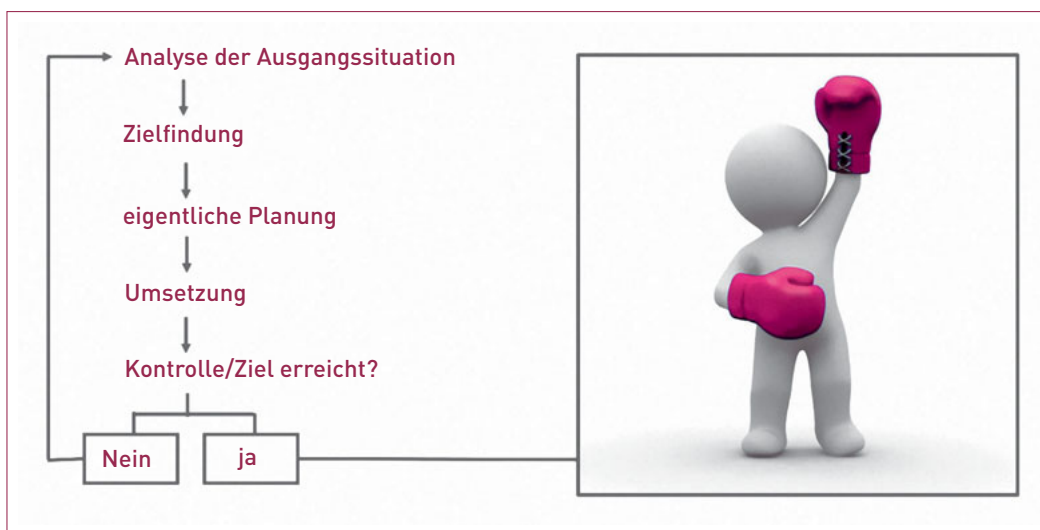 Analyse der Ausgangssituation
Zielfindung
eigentliche Planung
Umsetzung
Kontrolle/Ziel erreicht?
Nein
ja